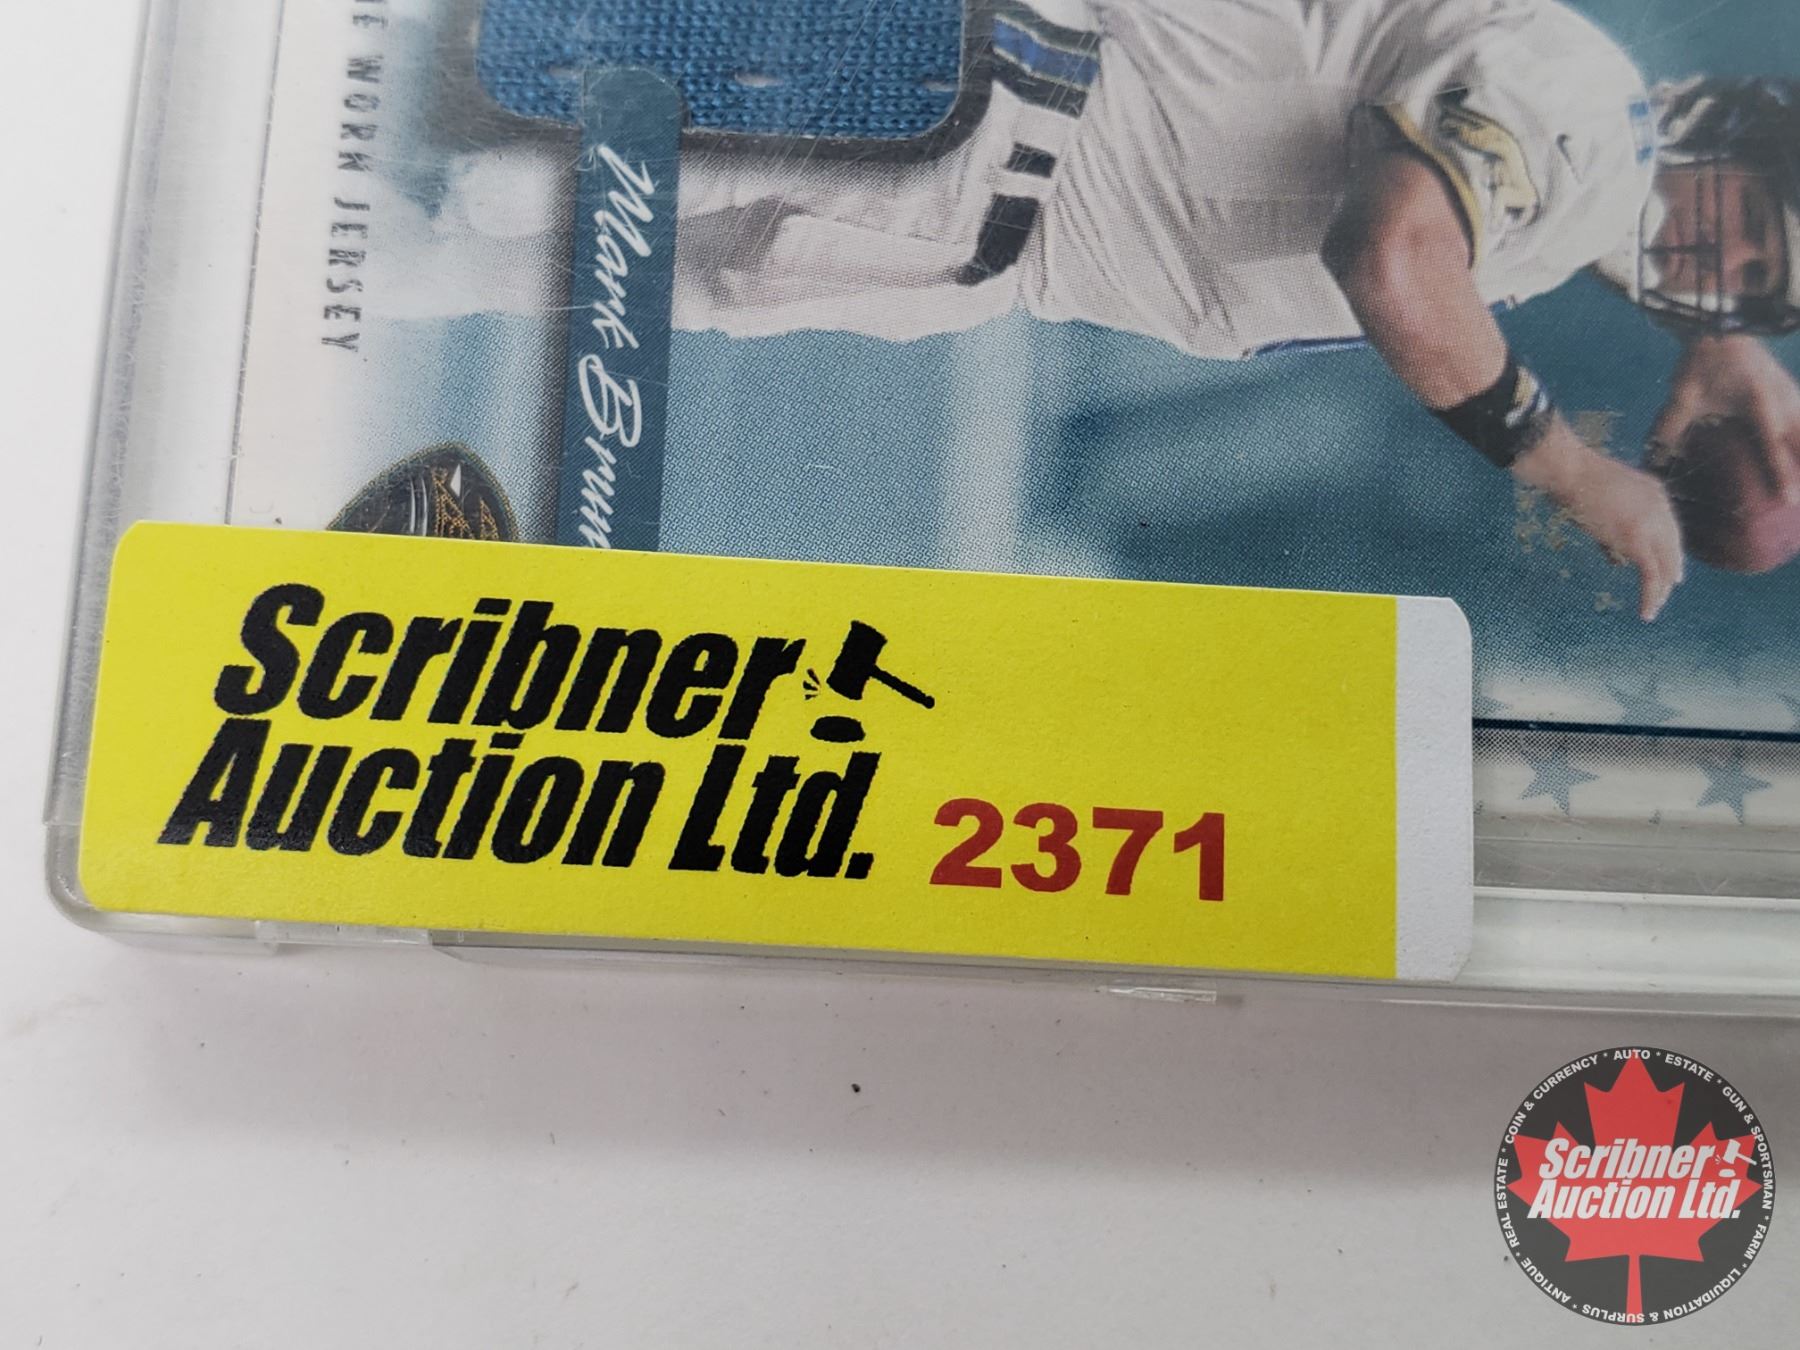 WORN JERSEY
Mark
Scribner
Auction Ltd.
2371
COIN & CURRENCY * AUTO * ESTATE * GUN & SPORTSMAN * FARM * LIQUIDATION & SURPLUS * ANTIQUE * REAL ESTATE *
Scribner
Auction Ltd.